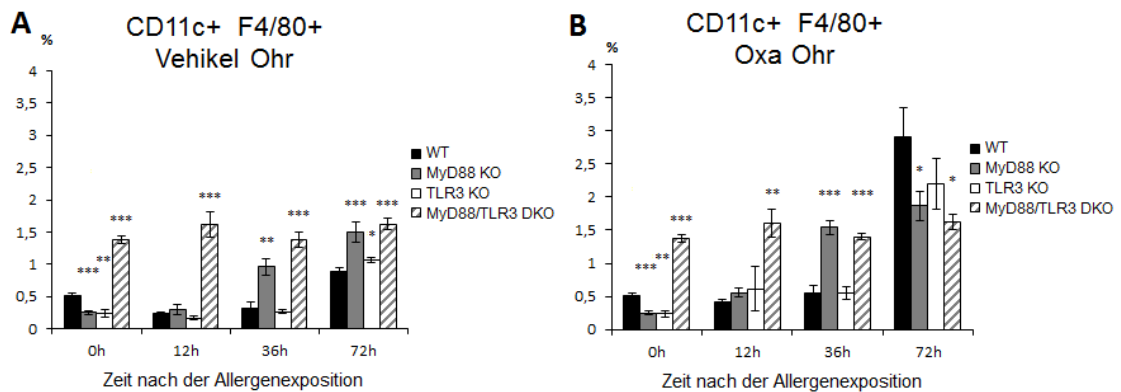 A
CD11c+ F4/80+
Vehikel Ohr
%
4
3,5
3
2,5
2
1,5
1
0,5
0
*** ** ***
***
** ***
*** * ***
0h 12h 36h 72h
Zeit nach der Allergenexposition
WT
MyD88 KO
TLR3 KO
MyD88/TLR3 DKO
B
CD11c+ F4/80+
Oxa Ohr
%
4
3,5
3
2,5
2
1,5
1
0,5
0
*** ** ***
**
*** ***
* *
0h 12h 36h 72h
Zeit nach der Allergenexposition
WT
MyD88 KO
TLR3 KO
MyD88/TLR3 DKO